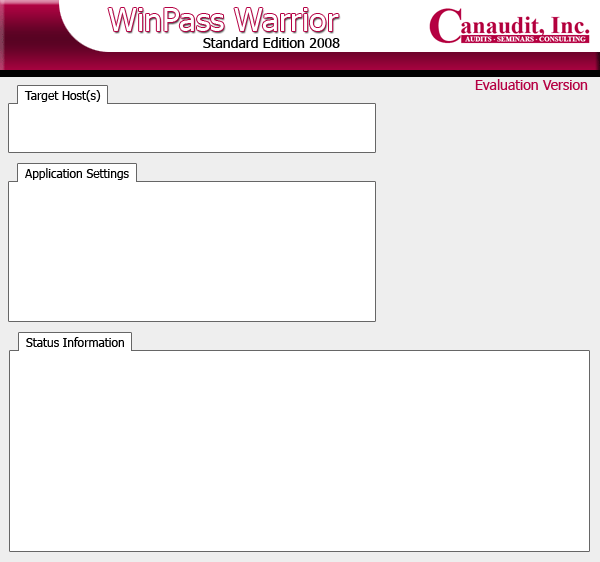 WinPass Warrior
Standard Edition 2008
Canaudit, Inc.
AUDITS · SEMINARS · CONSULTING
Evaluation Version
Target Host(s)
Application Settings
Status Information